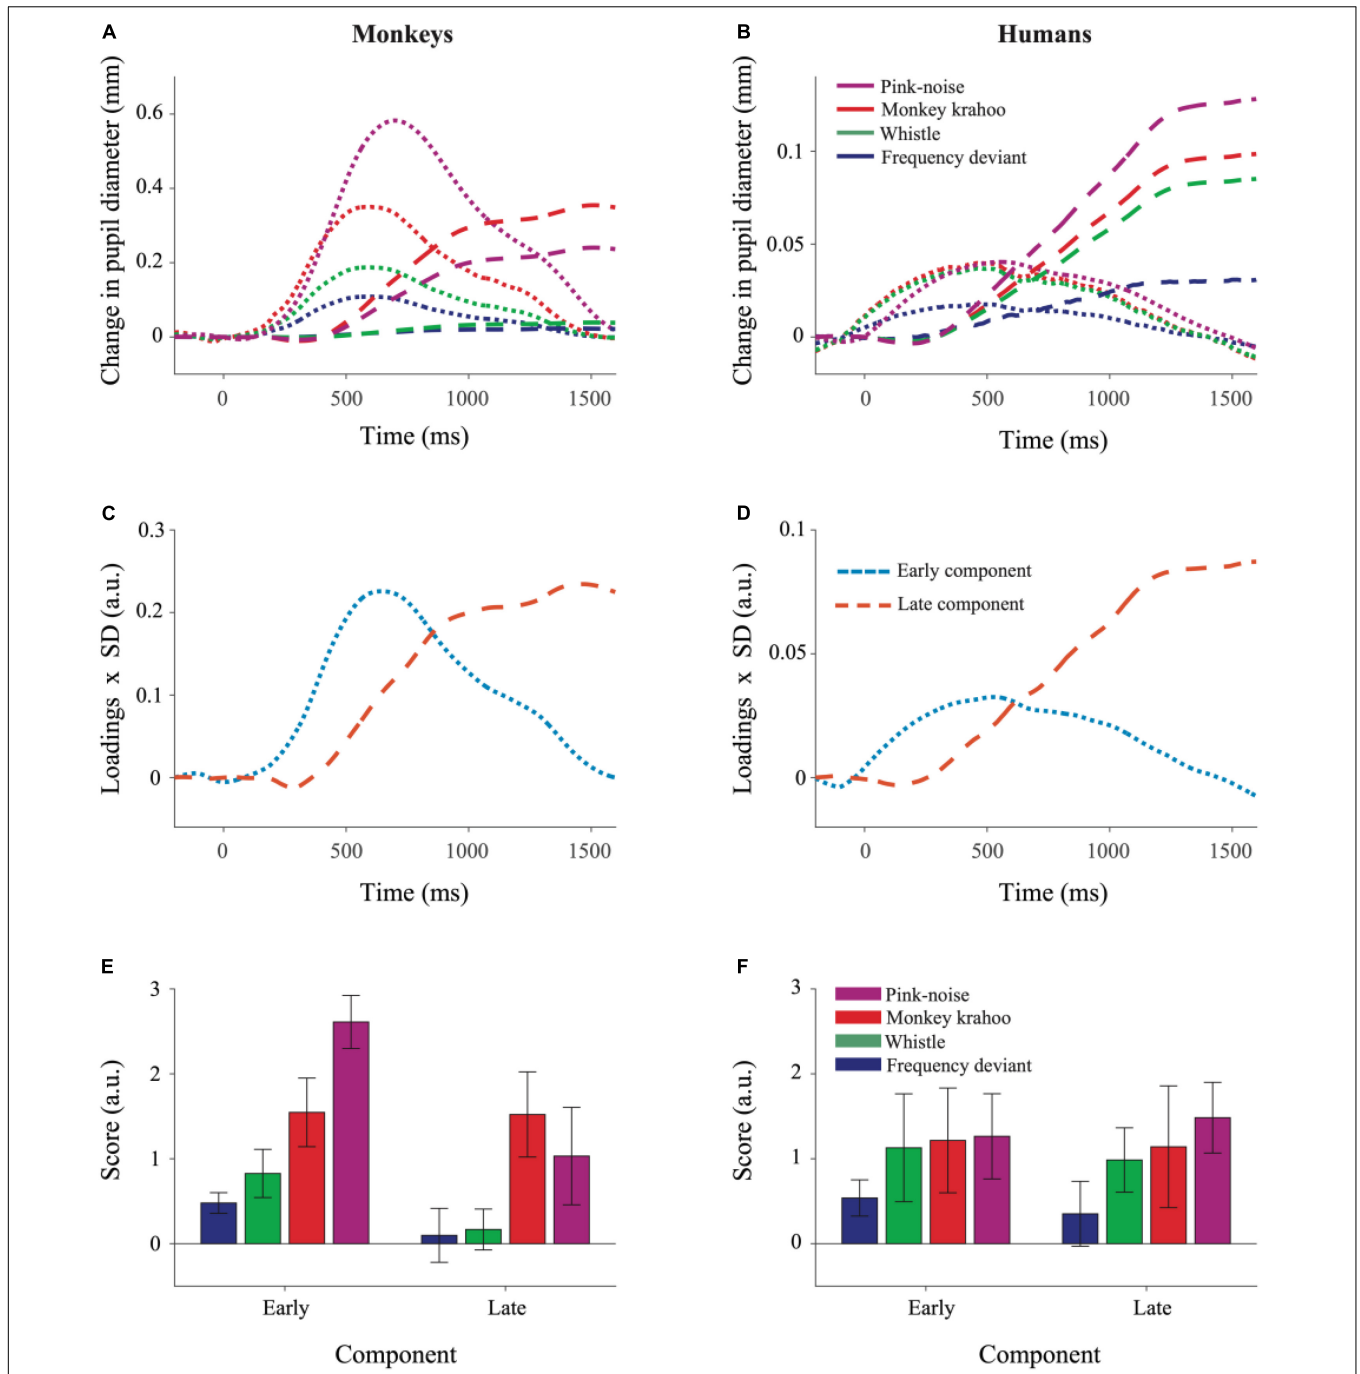 A
Monkeys
Change in pupil diameter (mm)
0.6
0.4
0.2
0
0 500 1000 1500
Time (ms)
B
Humans
Change in pupil diameter (mm)
Pink-noise
Monkey krahoo
Whistle
Frequency deviant
0.1
0.05
0
0 500 1000 1500
Time (ms)
C
Loadings x SD (a.u.)
0.3
0.2
0.1
0
0 500 1000 1500
Time (ms)
D
Loadings x SD (a.u.)
0.1
0.05
0
Early component
Late component
0 500 1000 1500
Time (ms)
E
Score (a.u.)
3
2
1
0
Early Late
Component
F
Score (a.u.)
3
2
1
0
Pink-noise
Monkey krahoo
Whistle
Frequency deviant
Early Late
Component